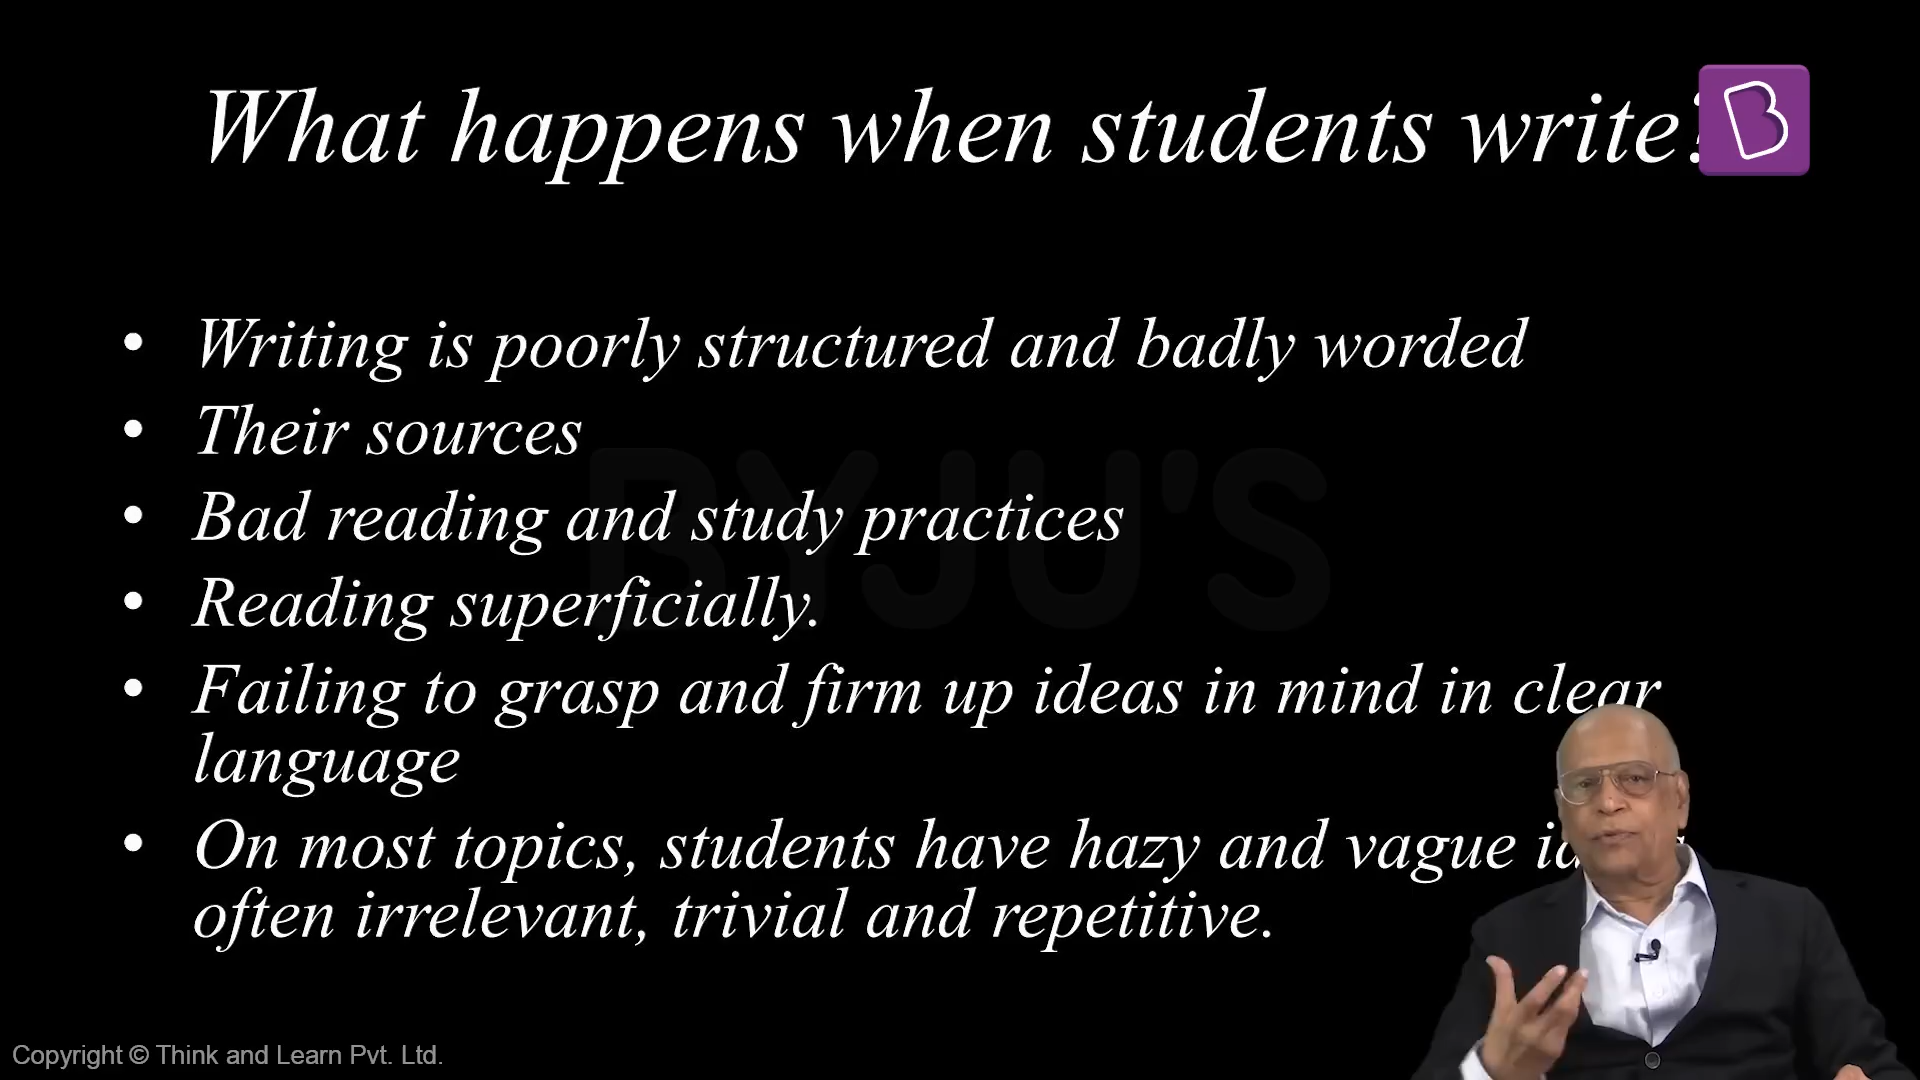 What happens when students write?
• Writing is poorly structured and badly worded
• Their sources
• Bad reading and study practices
• Reading superficially.
• Failing to grasp and firm up ideas in mind in clear
language
• On most topics, students have hazy and vague
often irrelevant, trivial and repetitive.
BYJU'S
Copyright © Think and Learn Pvt. Ltd.